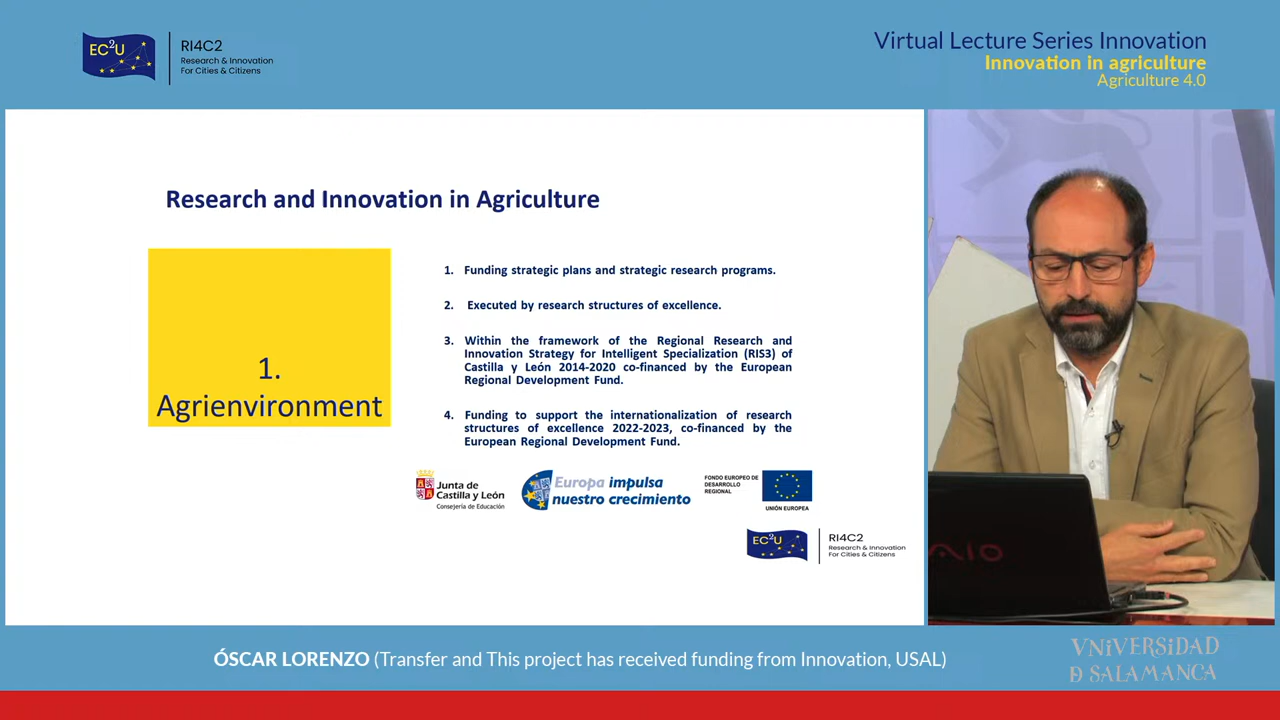 EC2U
RI4C2
Research & Innovation
For Cities & Citizens
Virtual Lecture Series Innovation
Innovation in agriculture
Agriculture 4.0
Research and Innovation in Agriculture
1.
Agrienvironment
1. Funding strategic plans and strategic research programs.
2. Executed by research structures of excellence.
3. Within the framework of the Regional Research and
Innovation Strategy for Intelligent Specialization (RIS3) of
Castilla y León 2014-2020 co-financed by the European
Regional Development Fund.
4. Funding to support the internationalization of research
structures of excellence 2022-2023, co-financed by the
European Regional Development Fund.
Junta de
Castilla y León
Consejería de Educación
Europa impulsa
nuestro crecimiento
FONDO EUROPEO DE
DESARROLLO
REGIONAL
UNIÓN EUROPEA
EC2U
RI4C2
Research & Innovation
For Cities & Citizens
VAIO
ÓSCAR LORENZO (Transfer and This project has received funding from Innovation, USAL)
VNiVERSiDAD
D SALAMANCA